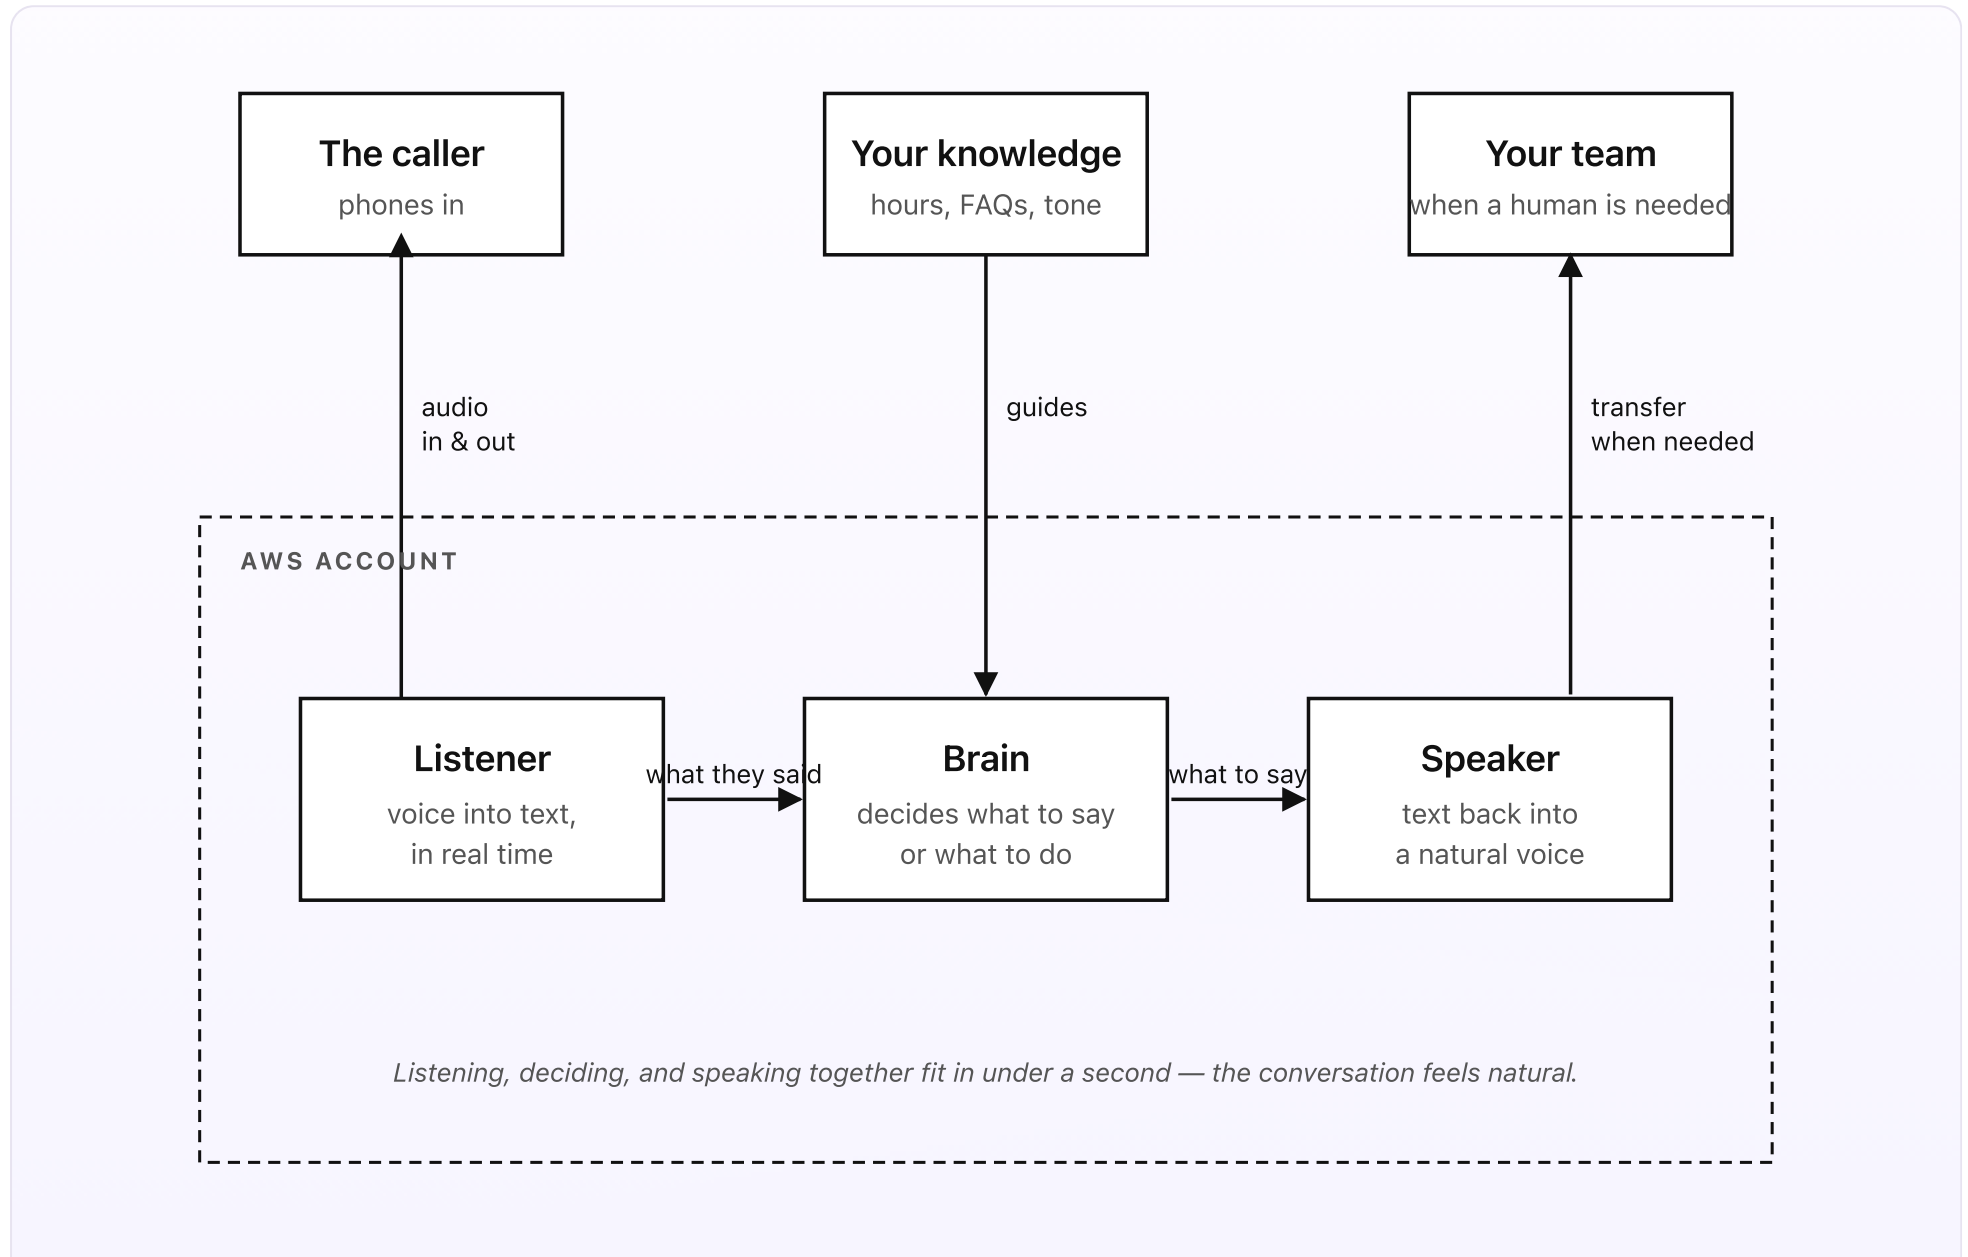 The caller
phones in
Your knowledge
hours, FAQs, tone
Your team
when a human is needed
audio
in & out
guides
transfer
when needed
AWS ACCOUNT
Listener
voice into text,
in real time
what they said
Brain
decides what to say
or what to do
what to say
Speaker
text back into
a natural voice
Listening, deciding, and speaking together fit in under a second — the conversation feels natural.